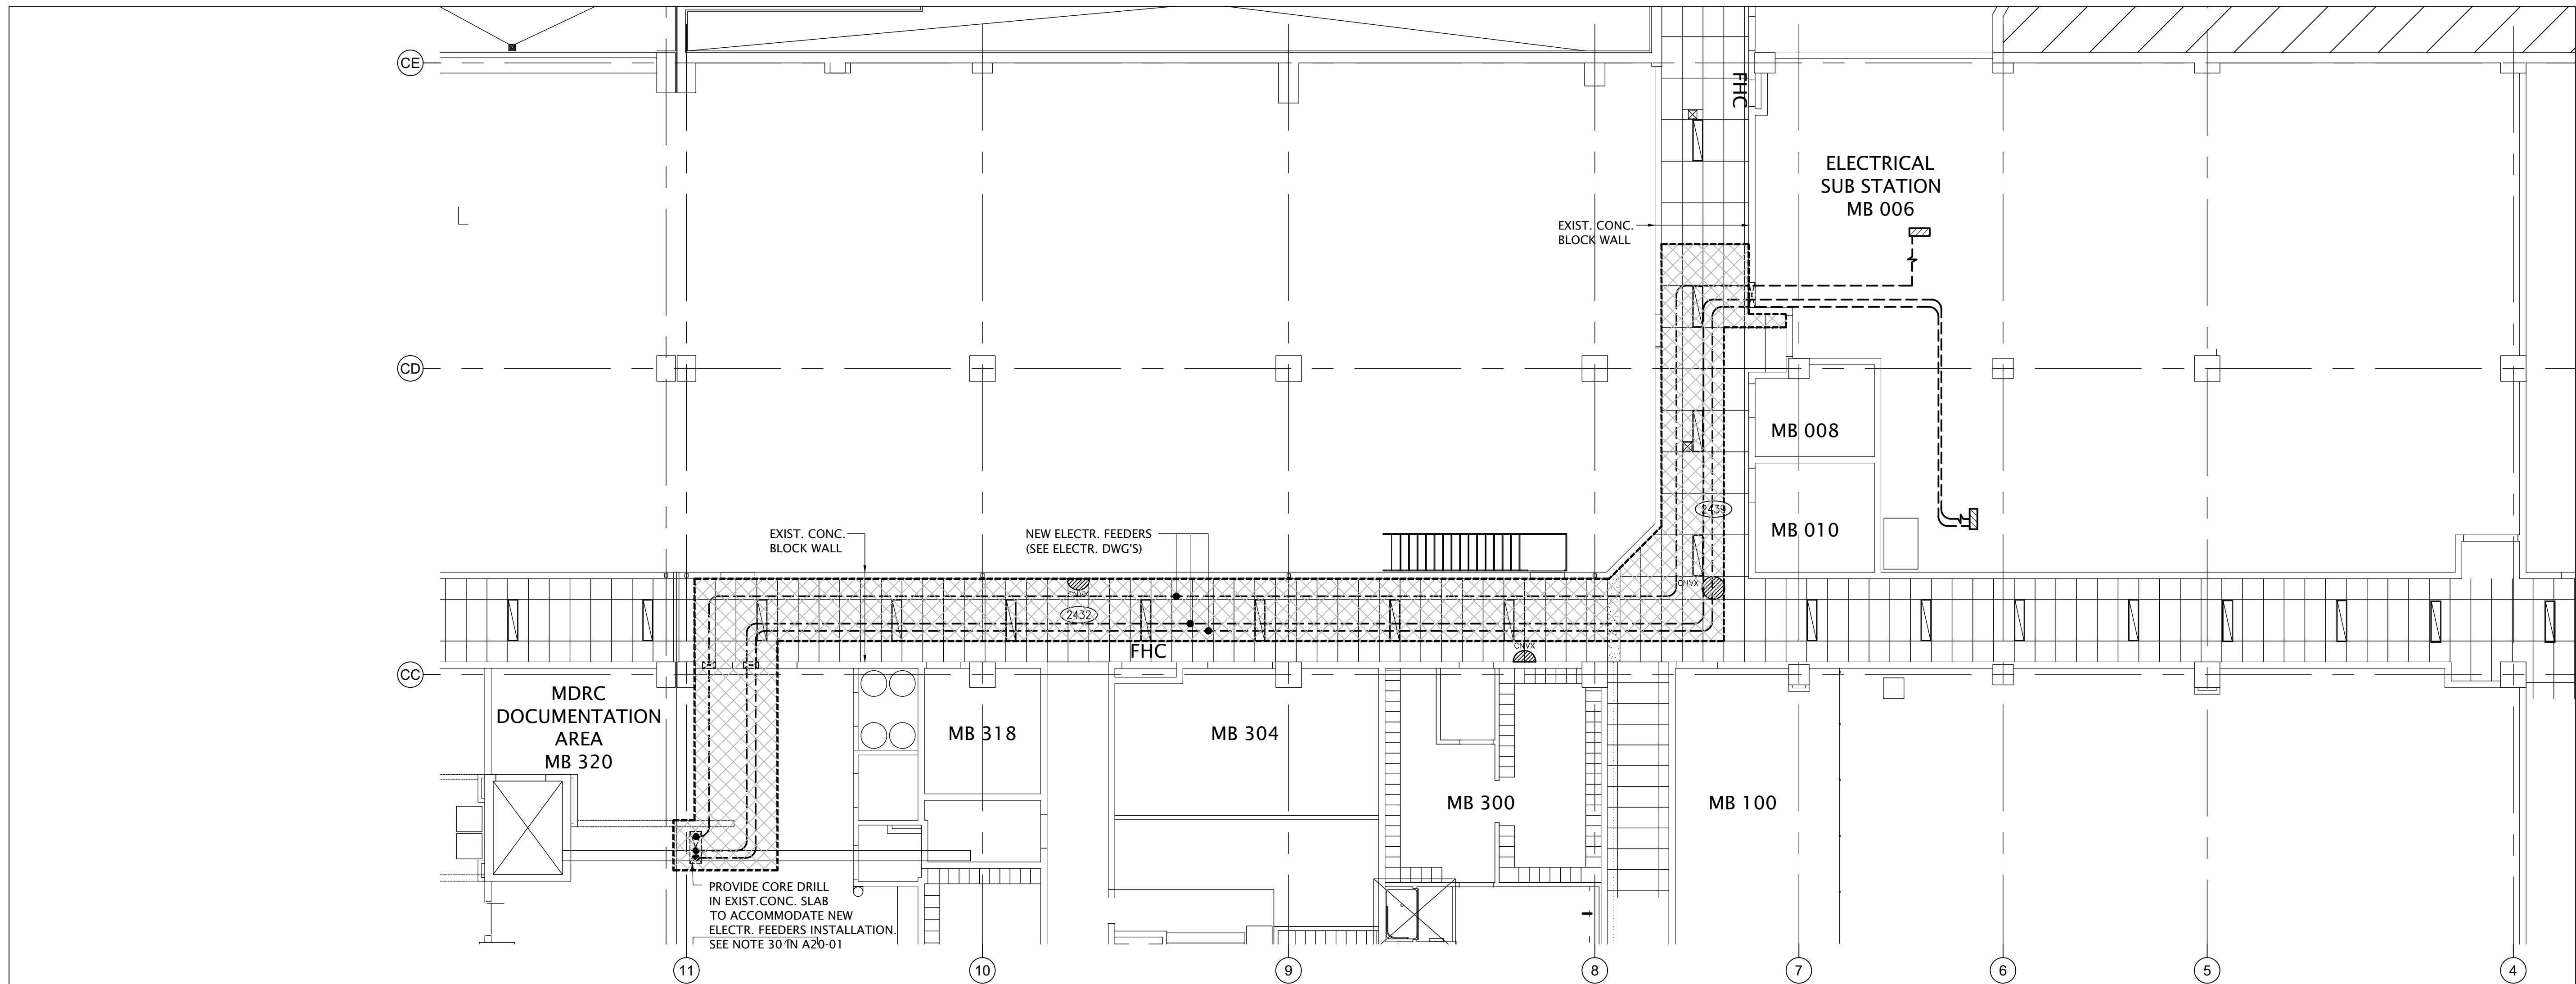 CE
FHC
ELECTRICAL
SUB STATION
MB 006
EXIST. CONC.
BLOCK WALL
CD
MB 008
2439
MB 010
EXIST. CONC.
BLOCK WALL
NEW ELECTR. FEEDERS
(SEE ELECTR. DWG'S)
CNVX
CNVX
2432
FHC
CNVX
CC
MDRC
DOCUMENTATION
AREA
MB 320
MB 318
MB 304
MB 300
MB 100
PROVIDE CORE DRILL
IN EXIST.CONC. SLAB
TO ACCOMMODATE NEW
ELECTR. FEEDERS INSTALLATION.
SEE NOTE 30 IN A20-01
11
10
9
8
7
6
5
4